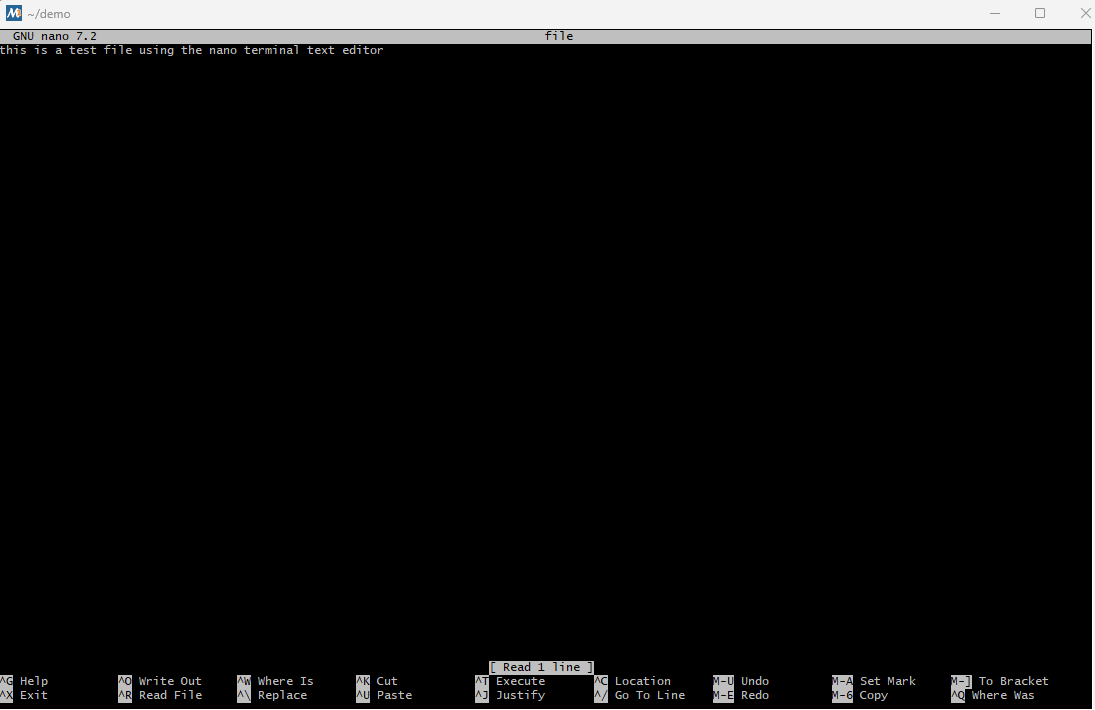 ~/demo
GNU nano 7.2 file
this is a test file using the nano terminal text editor
[ Read 1 line ]
^G Help ^O Write Out ^W Where Is ^K Cut ^T Execute ^C Location M-U Undo M-A Set Mark M-] To Bracket
^X Exit ^R Read File ^\ Replace ^U Paste ^J Justify ^/ Go To Line M-E Redo M-6 Copy ^Q Where Was